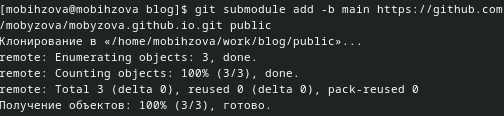 [mobihzova@mobihzova blog]$ git submodule add -b main https://github.com
/mobyzova/mobyzova.github.io.git public
Клонирование в «/home/mobihzova/work/blog/public»...
remote: Enumerating objects: 3, done.
remote: Counting objects: 100% (3/3), done.
remote: Total 3 (delta 0), reused 0 (delta 0), pack-reused 0
Получение объектов: 100% (3/3), готово.